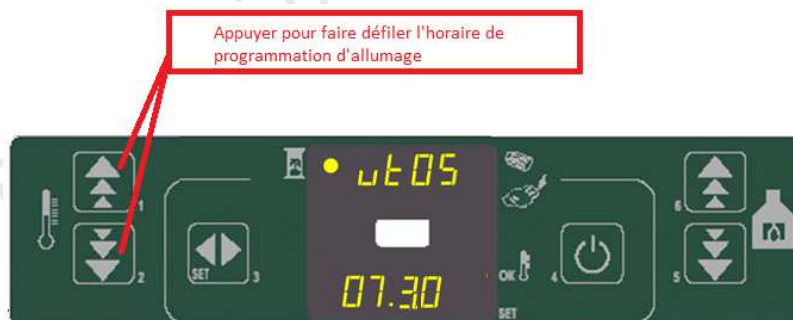 Appuyer pour faire défiler l'horaire de
programmation d'allumage
ut05
1
6
2
SET 3
OK 4
5
07.30
SET